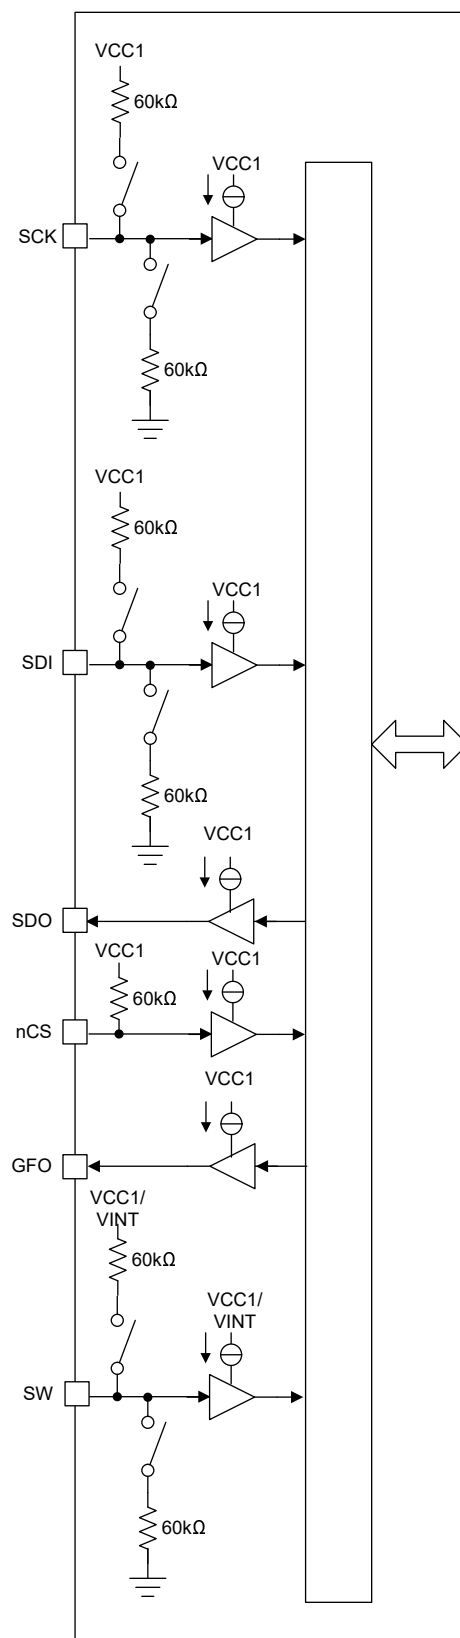 VCC1
60kΩ
VCC1
SCK
60kΩ
VCC1
60kΩ
VCC1
SDI
60kΩ
VCC1
SDO
VCC1
VCC1
60kΩ
nCS
VCC1
GFO
VCC1/
VINT
60kΩ
VCC1/
VINT
SW
60kΩ